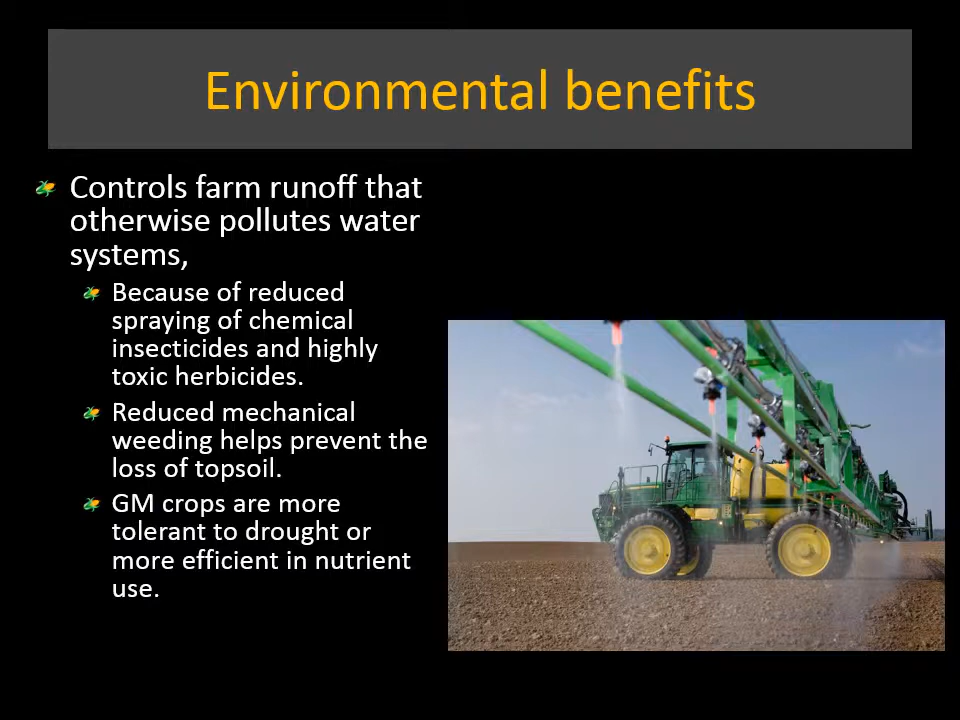 Environmental benefits
Controls farm runoff that
otherwise pollutes water
systems,
Because of reduced
spraying of chemical
insecticides and highly
toxic herbicides.
Reduced mechanical
weeding helps prevent the
loss of topsoil.
GM crops are more
tolerant to drought or
more efficient in nutrient
use.